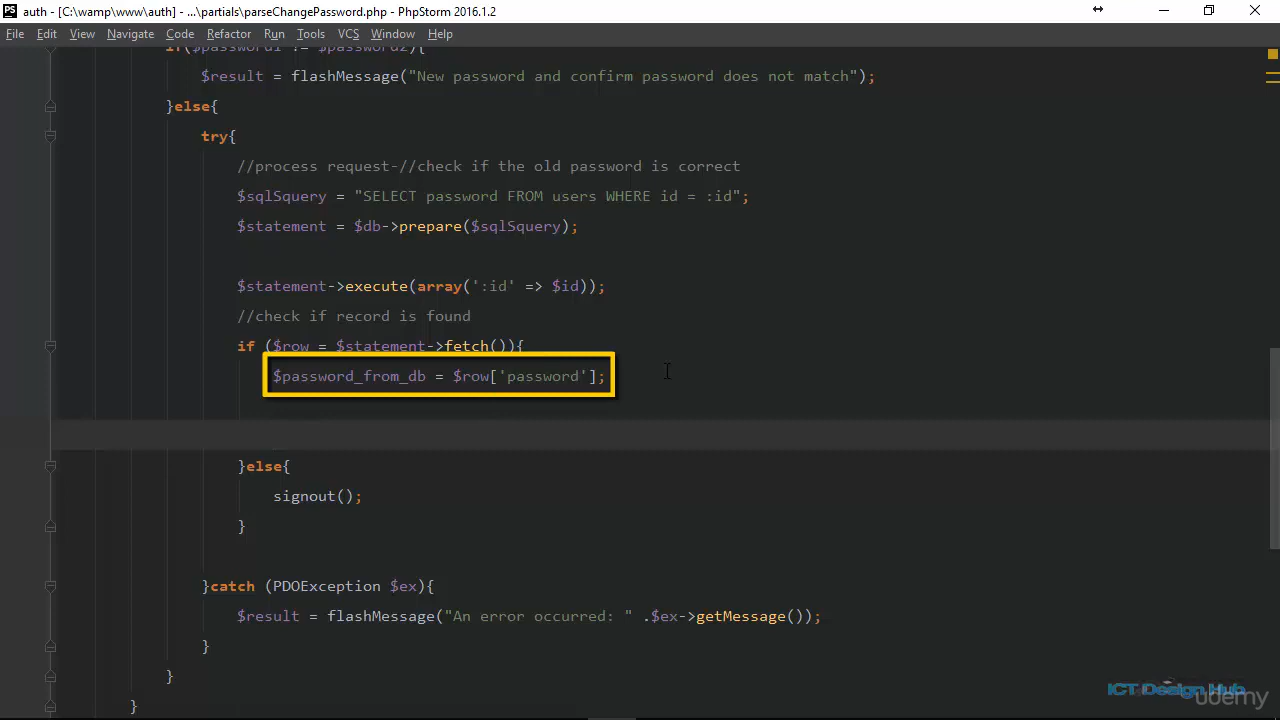 PS auth - [C:\wamp\www\auth] - ...\partials\parseChangePassword.php - PhpStorm 2016.1.2
File Edit View Navigate Code Refactor Run Tools VCS Window Help
if($password1 != $password2){
$result = flashMessage("New password and confirm password does not match");
}else{
try{
//process request-//check if the old password is correct
$sqlSquery = "SELECT password FROM users WHERE id = :id";
$statement = $db->prepare($sqlSquery);
$statement->execute(array(':id' => $id));
//check if record is found
if ($row = $statement->fetch()){
$password_from_db = $row['password'];
}else{
signout();
}
}catch (PDOException $ex){
$result = flashMessage("An error occurred: " .$ex->getMessage());
}
}
}
ICT Design Hub
udemy